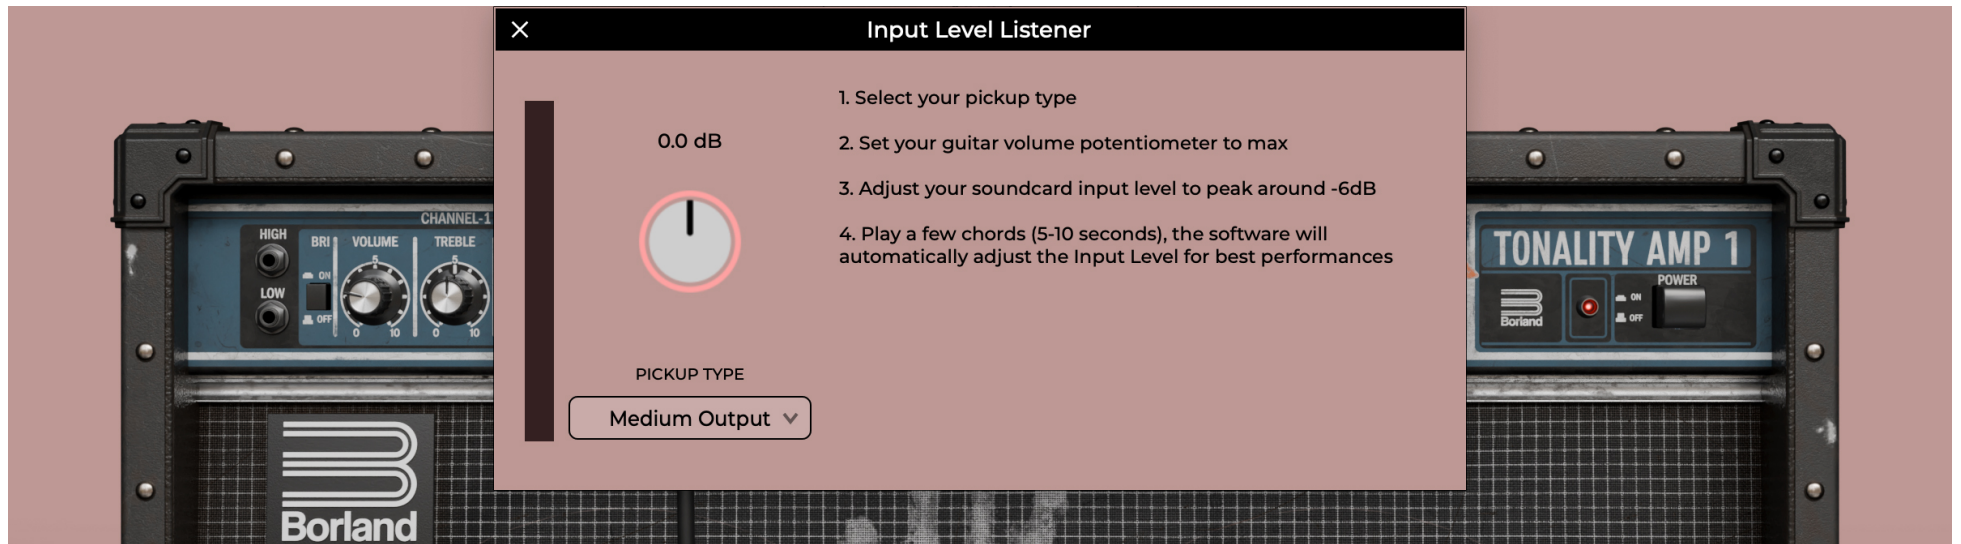 Input Level Listener
0.0 dB
PICKUP TYPE
Medium Output
1. Select your pickup type
2. Set your guitar volume potentiometer to max
3. Adjust your soundcard input level to peak around -6dB
4. Play a few chords (5-10 seconds), the software will
automatically adjust the Input Level for best performances
CHANNEL-1
HIGH
LOW
BRI
ON
OFF
VOLUME
5
0 10
TREBLE
5
0 10
Borland
TONALITY AMP 1
Borland
POWER
ON
OFF